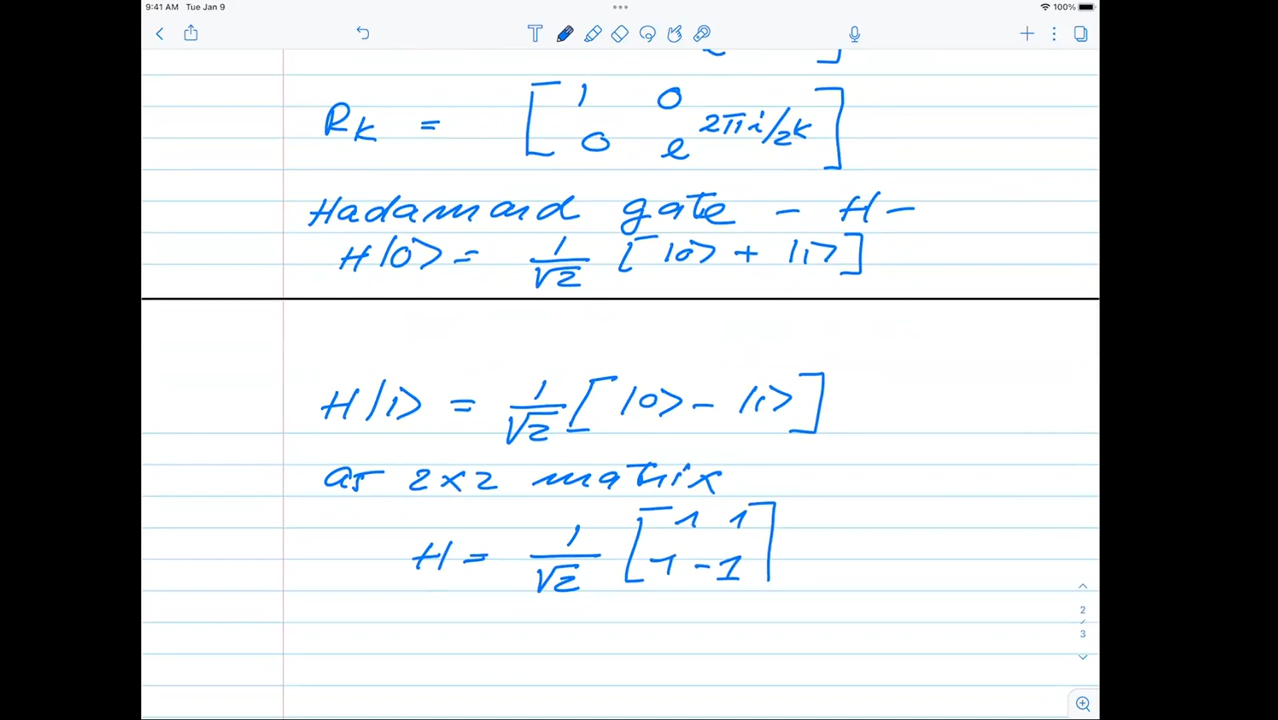 9:41 AM Tue Jan 9
100%
R_K = [ 1 0
0 e^{2πi/2^k} ]
Hadamard gate - H -
H|0> = 1/√2 [ |0> + |1> ]
H|1> = 1/√2 [ |0> - |1> ]
as 2x2 matrix
H = 1/√2 [ 1 1
1 -1 ]
2
/
3